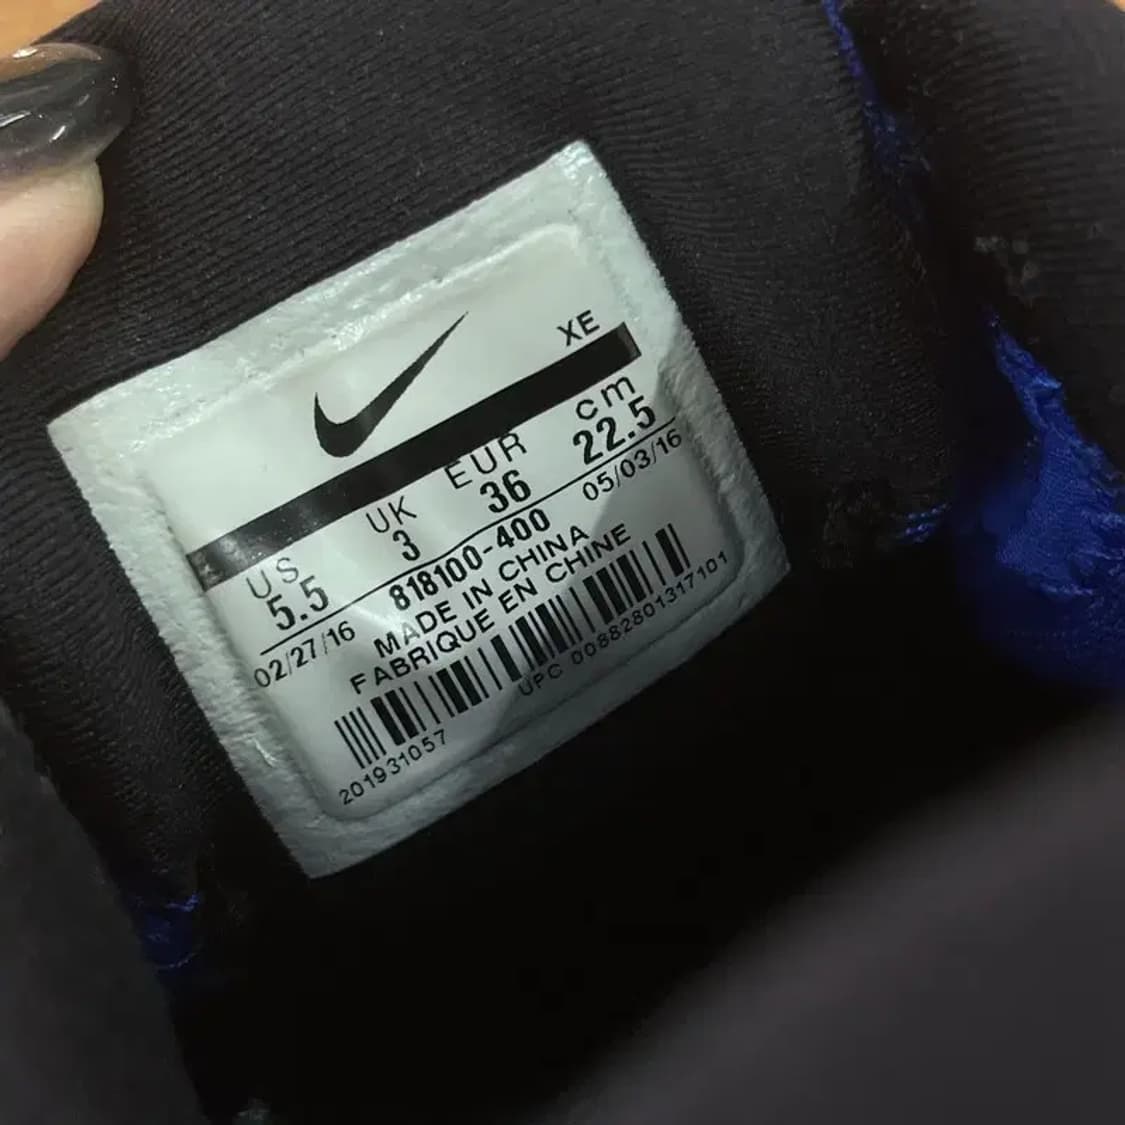 XE
US UK EUR cm
5.5 3 36 22.5
02/27/16 818100-400 05/03/16
MADE IN CHINA
FABRIQUE EN CHINE
201931057 UPC 00882801317101